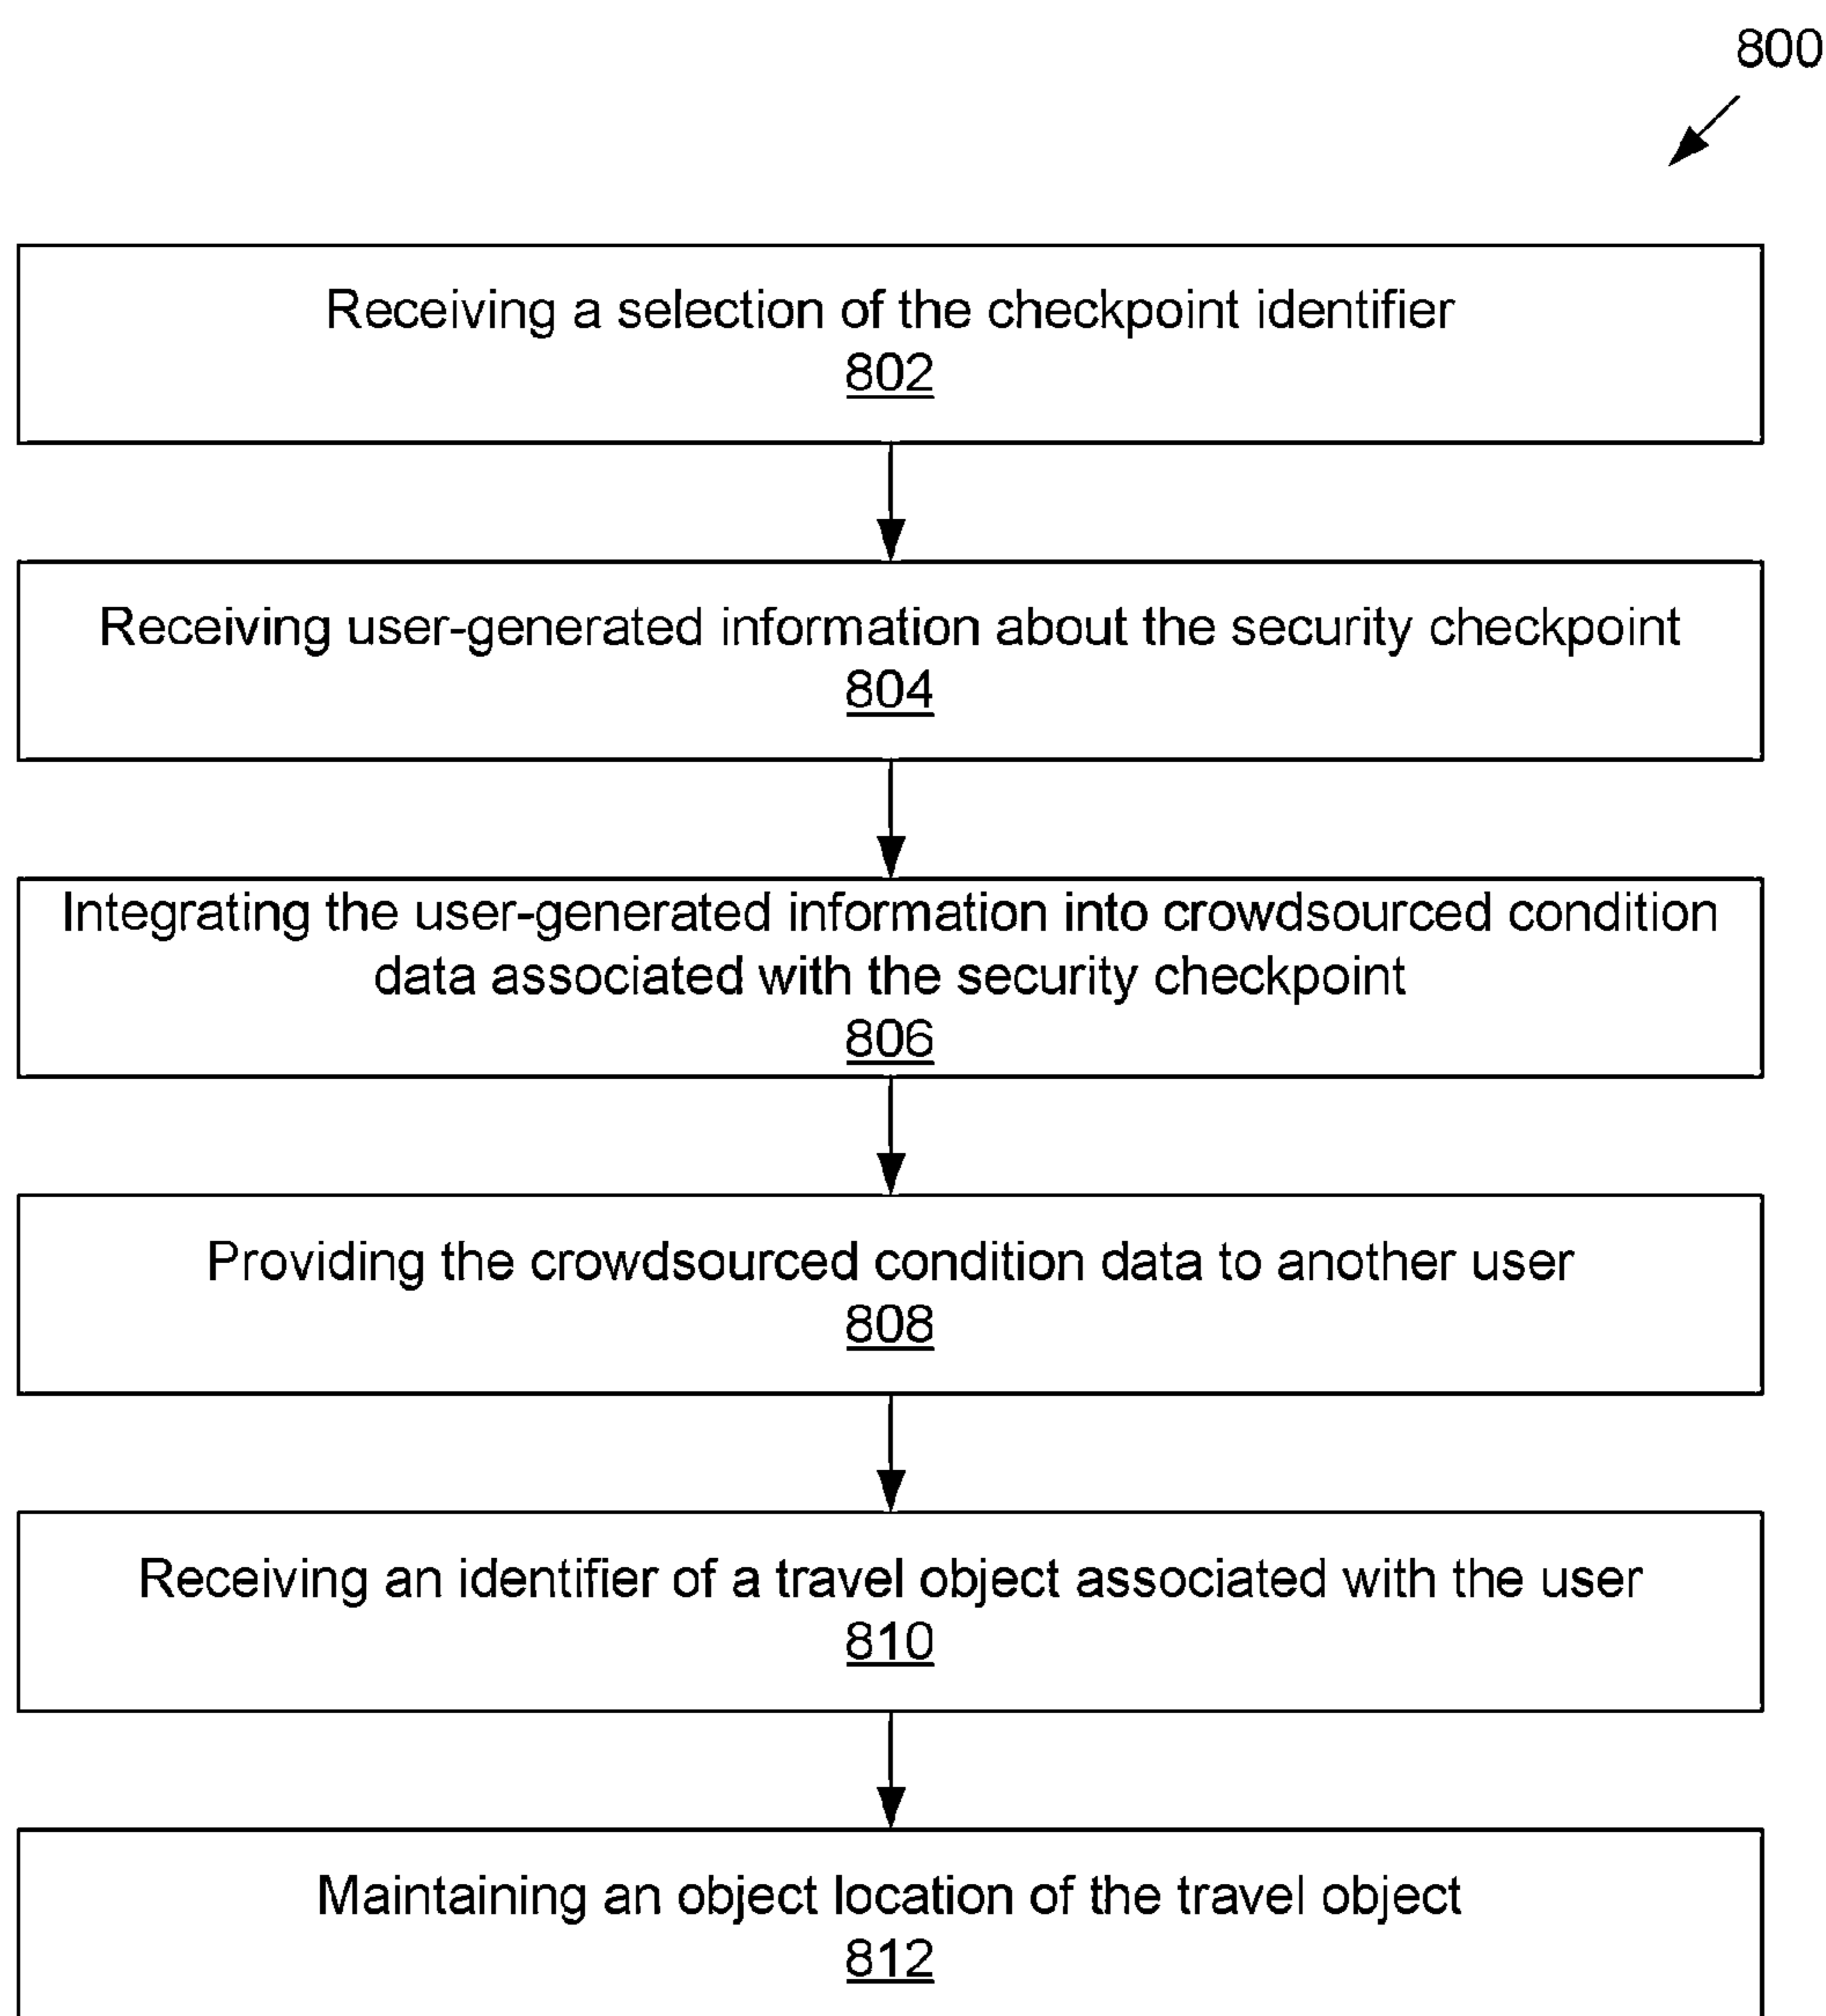 800
Receiving a selection of the checkpoint identifier
802
Receiving user-generated information about the security checkpoint
804
Integrating the user-generated information into crowdsourced condition
data associated with the security checkpoint
806
Providing the crowdsourced condition data to another user
808
Receiving an identifier of a travel object associated with the user
810
Maintaining an object location of the travel object
812